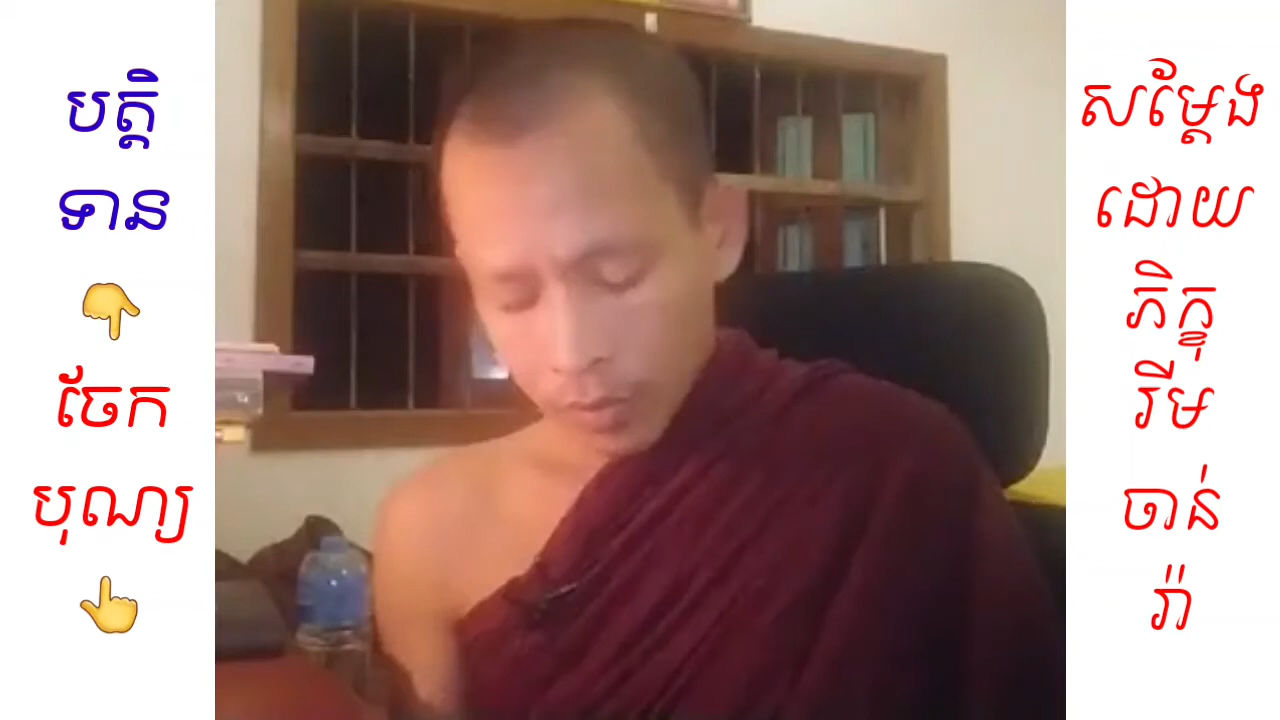 បត្តិ
ទាន
👇
ចែក
បុណ្យ
👆
សម្ដែង
ដោយ
ភិក្ខុ
រីម
ចាន់
រ៉ា